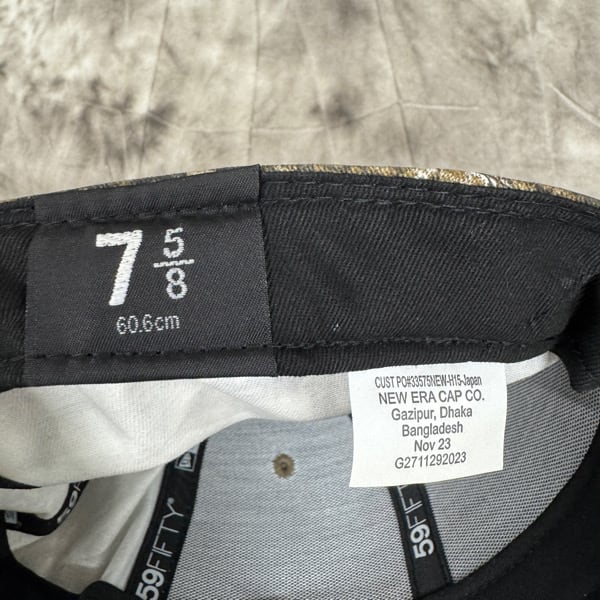 7 5/8
60.6cm
CUST PO#33575NEW-H15-Japan
NEW ERA CAP CO.
Gazipur, Dhaka
Bangladesh
Nov 23
G2711292023
59FIFTY
59FIFTY